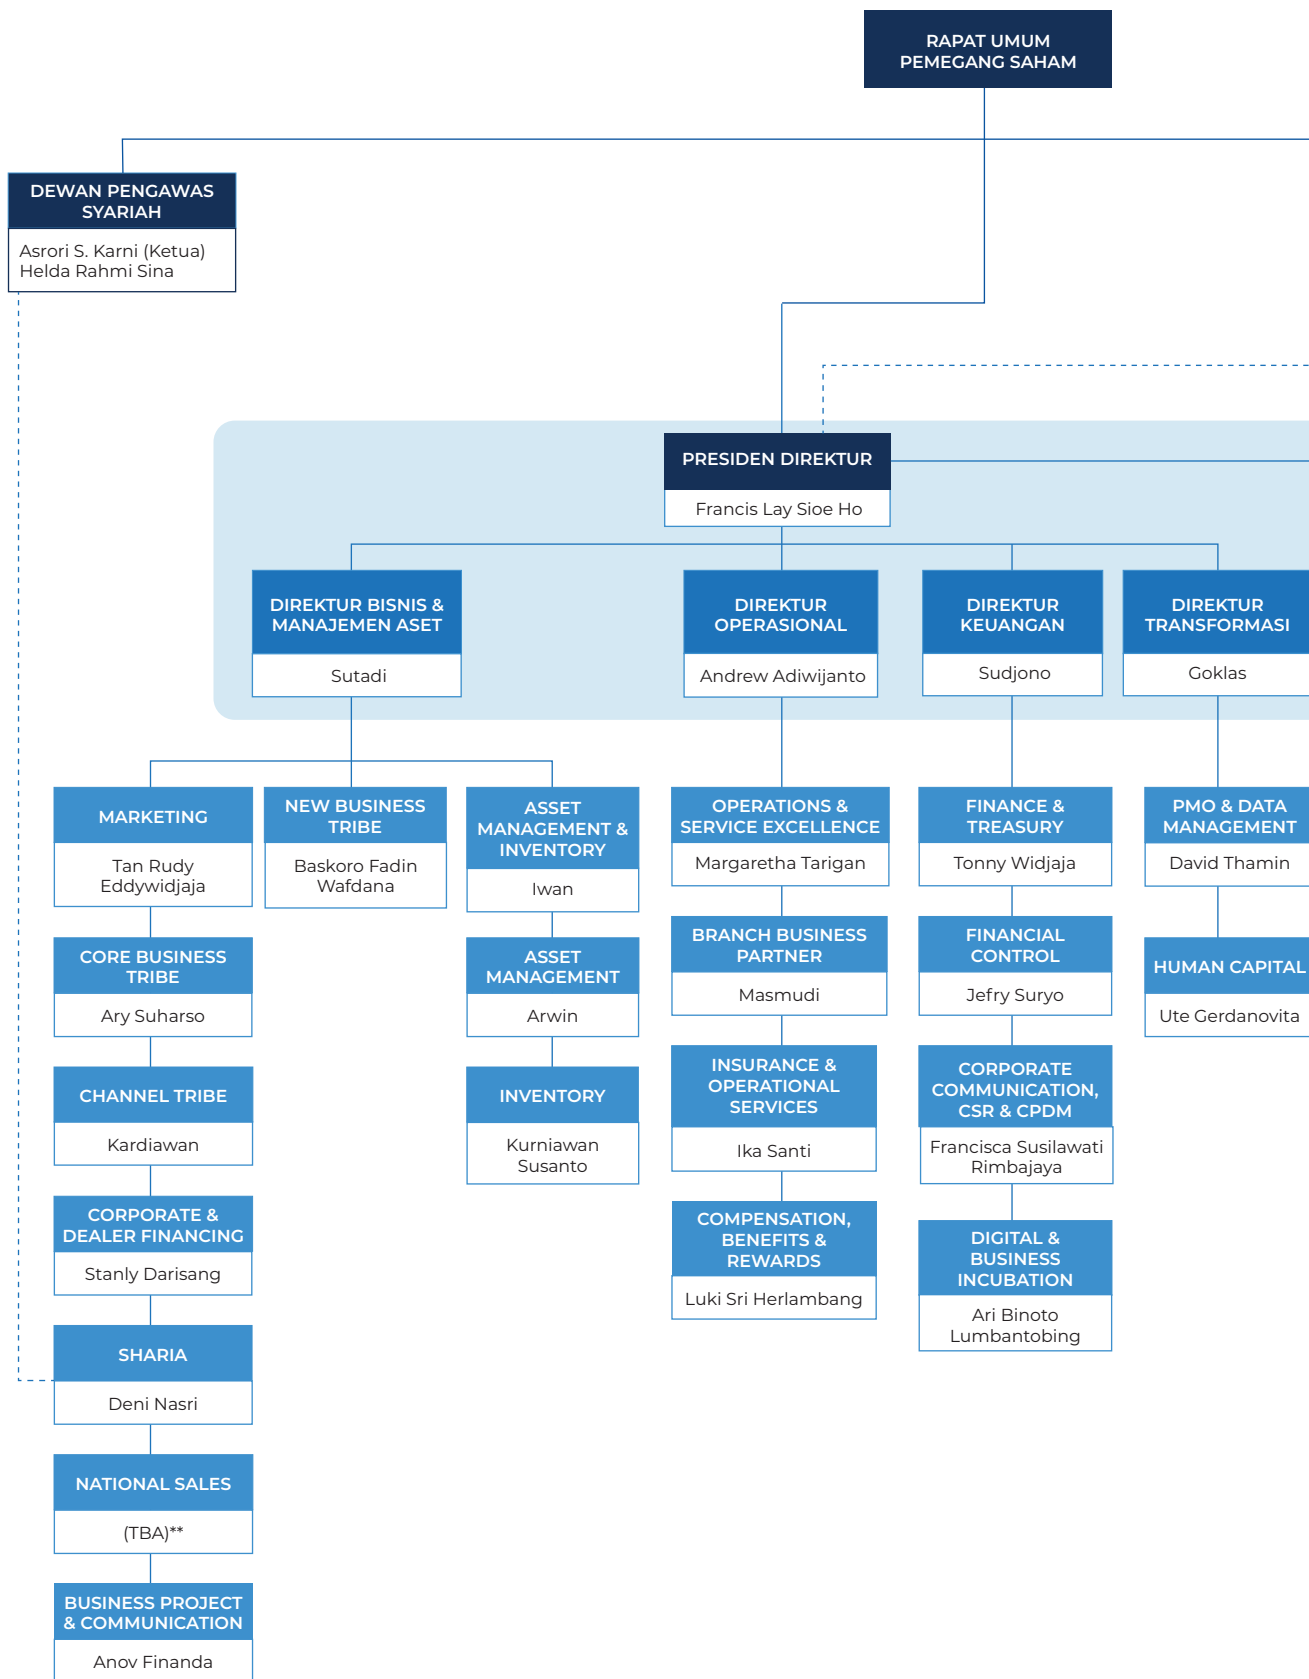 RAPAT UMUM
PEMEGANG SAHAM
DEWAN PENGAWAS
SYARIAH
Asrori S. Karni (Ketua)
Helda Rahmi Sina
PRESIDEN DIREKTUR
Francis Lay Sioe Ho
DIREKTUR BISNIS &
MANAJEMEN ASET
Sutadi
DIREKTUR
OPERASIONAL
Andrew Adiwijanto
DIREKTUR
KEUANGAN
Sudjono
DIREKTUR
TRANSFORMASI
Goklas
MARKETING
Tan Rudy
Eddywidjaja
CORE BUSINESS
TRIBE
Ary Suharso
CHANNEL TRIBE
Kardiawan
CORPORATE &
DEALER FINANCING
Stanly Darisang
SHARIA
Deni Nasri
NATIONAL SALES
(TBA)**
BUSINESS PROJECT
& COMMUNICATION
Anov Finanda
NEW BUSINESS
TRIBE
Baskoro Fadin
Wafdana
ASSET
MANAGEMENT &
INVENTORY
Iwan
ASSET
MANAGEMENT
Arwin
INVENTORY
Kurniawan
Susanto
OPERATIONS &
SERVICE EXCELLENCE
Margaretha Tarigan
BRANCH BUSINESS
PARTNER
Masmudi
INSURANCE &
OPERATIONAL
SERVICES
Ika Santi
COMPENSATION,
BENEFITS &
REWARDS
Luki Sri Herlambang
FINANCE &
TREASURY
Tonny Widjaja
FINANCIAL
CONTROL
Jefry Suryo
CORPORATE
COMMUNICATION,
CSR & CPDM
Francisca Susilawati
Rimbajaya
DIGITAL &
BUSINESS
INCUBATION
Ari Binoto
Lumbantobing
PMO & DATA
MANAGEMENT
David Thamin
HUMAN CAPITAL
Ute Gerdanovita